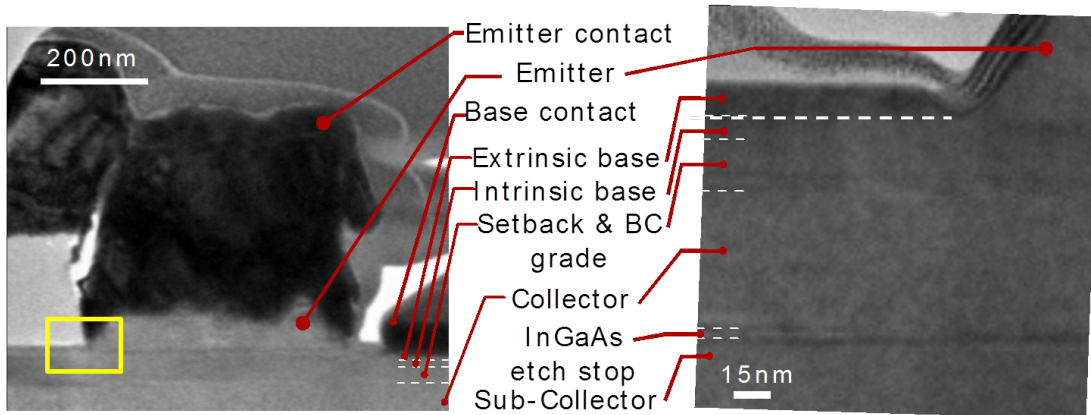 200nm
Emitter contact
Emitter
Base contact
Extrinsic base
Intrinsic base
Setback & BC
grade
Collector
InGaAs
etch stop
Sub-Collector
15nm